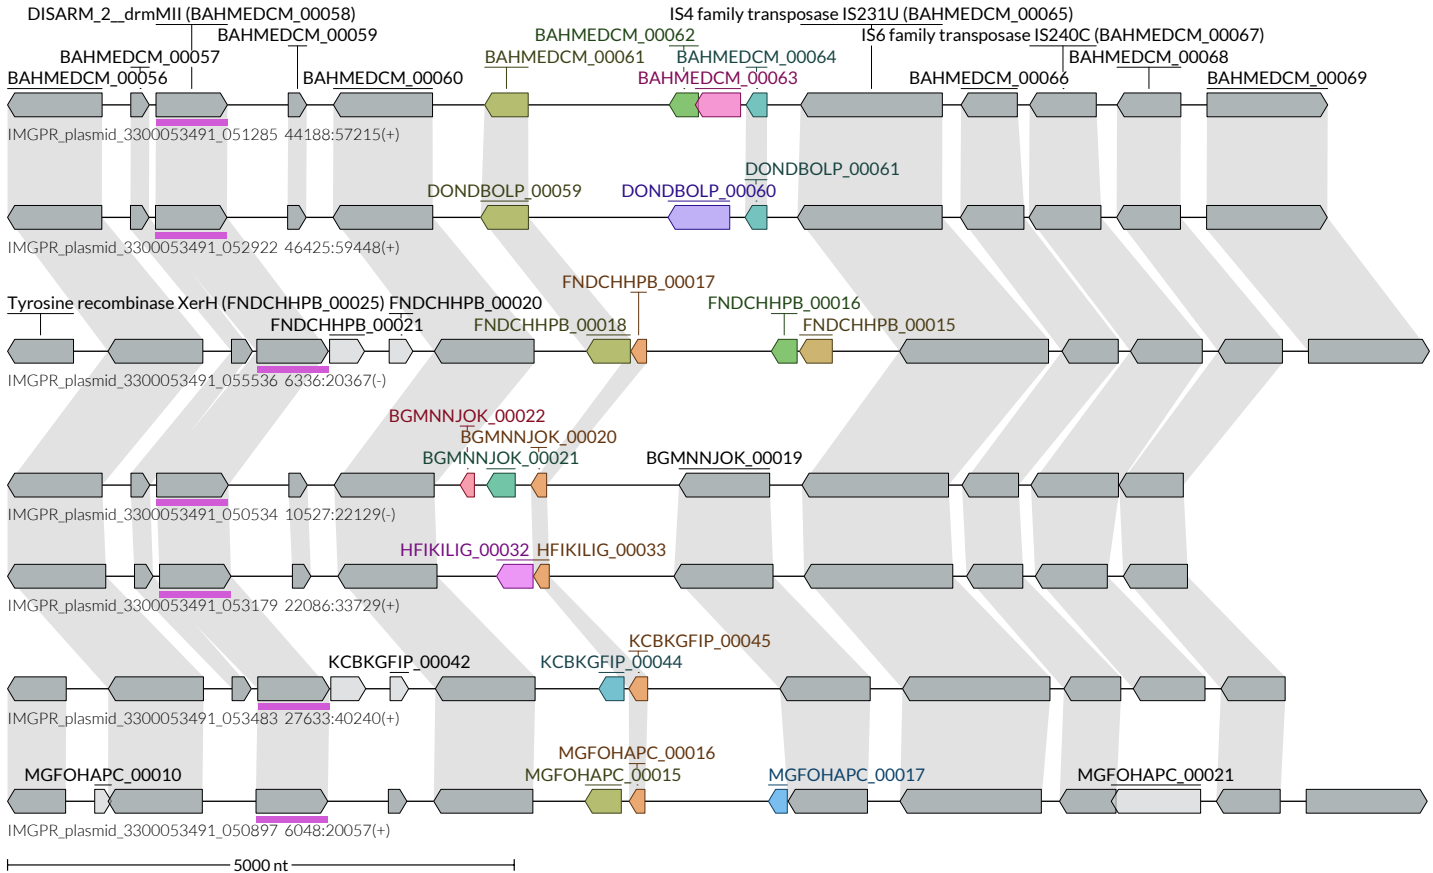 DISARM_2__drmMII (BAHMEDCM_00058)
IS4 family transposase IS231U (BAHMEDCM_00065)
BAHMEDCM_00059
BAHMEDCM_00062
IS6 family transposase IS240C (BAHMEDCM_00067)
BAHMEDCM_00057
BAHMEDCM_00061
BAHMEDCM_00064
BAHMEDCM_00068
BAHMEDCM_00056
BAHMEDCM_00060
BAHMEDCM_00063
BAHMEDCM_00066
BAHMEDCM_00069
IMGPR_plasmid_3300053491_051285 44188:57215(+)
DONDBOLP_00061
DONDBOLP_00059
DONDBOLP_00060
IMGPR_plasmid_3300053491_052922 46425:59448(+)
FNDCHHPB_00017
Tyrosine recombinase XerH (FNDCHHPB_00025)
FNDCHHPB_00020
FNDCHHPB_00016
FNDCHHPB_00021
FNDCHHPB_00018
FNDCHHPB_00015
IMGPR_plasmid_3300053491_055536 6336:20367(-)
BGMNNJOK_00022
BGMNNJOK_00020
BGMNNJOK_00021
BGMNNJOK_00019
IMGPR_plasmid_3300053491_050534 10527:22129(-)
HFIKILIG_00032
HFIKILIG_00033
IMGPR_plasmid_3300053491_053179 22086:33729(+)
KCBKGFIP_00045
KCBKGFIP_00042
KCBKGFIP_00044
IMGPR_plasmid_3300053491_053483 27633:40240(+)
MGFOHAPC_00016
MGFOHAPC_00010
MGFOHAPC_00015
MGFOHAPC_00017
MGFOHAPC_00021
IMGPR_plasmid_3300053491_050897 6048:20057(+)
5000 nt